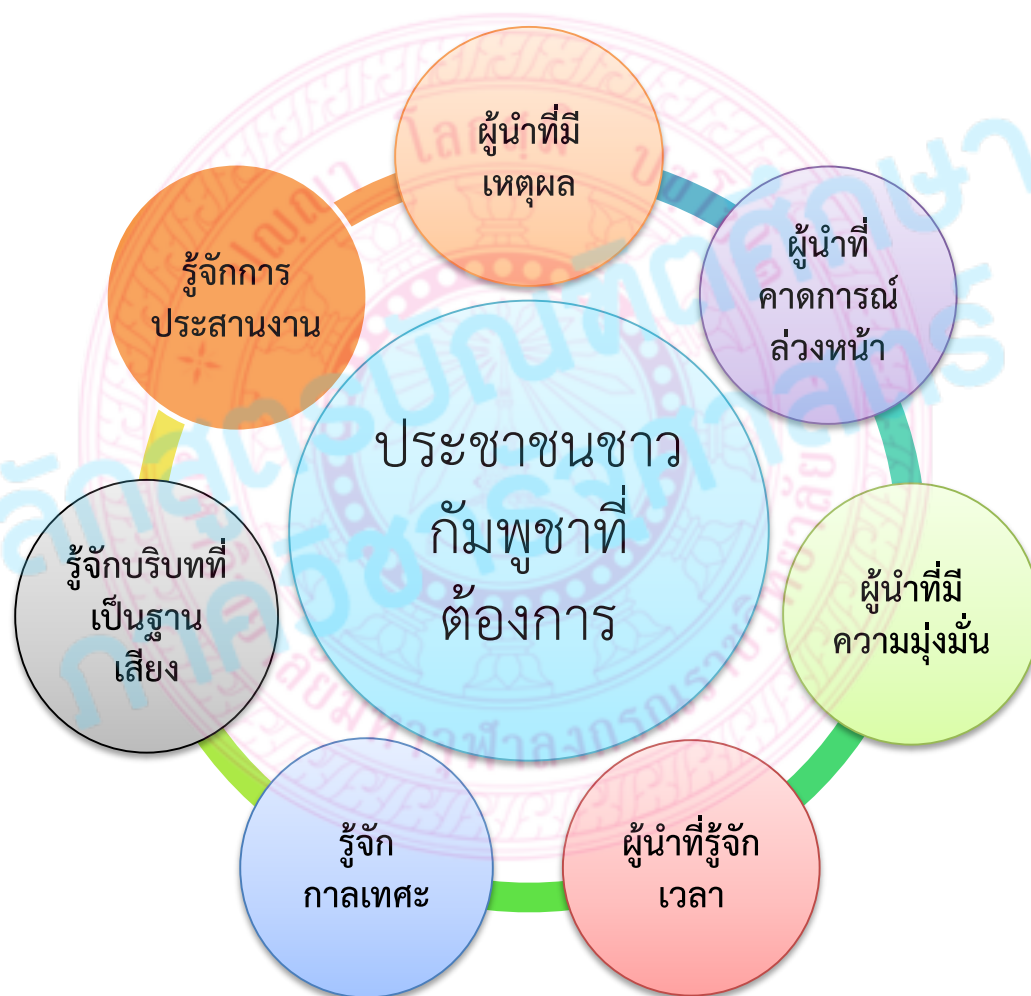 ผู้นำที่มี
เหตุผล
ผู้นำที่
คาดการณ์
ล่วงหน้า
ผู้นำที่มี
ความมุ่งมั่น
ผู้นำที่รู้จัก
เวลา
รู้จัก
กาลเทศะ
รู้จักบริบทที่
เป็นฐาน
เสียง
รู้จักการ
ประสานงาน
ประชาชนชาว
กัมพูชาที่
ต้องการ